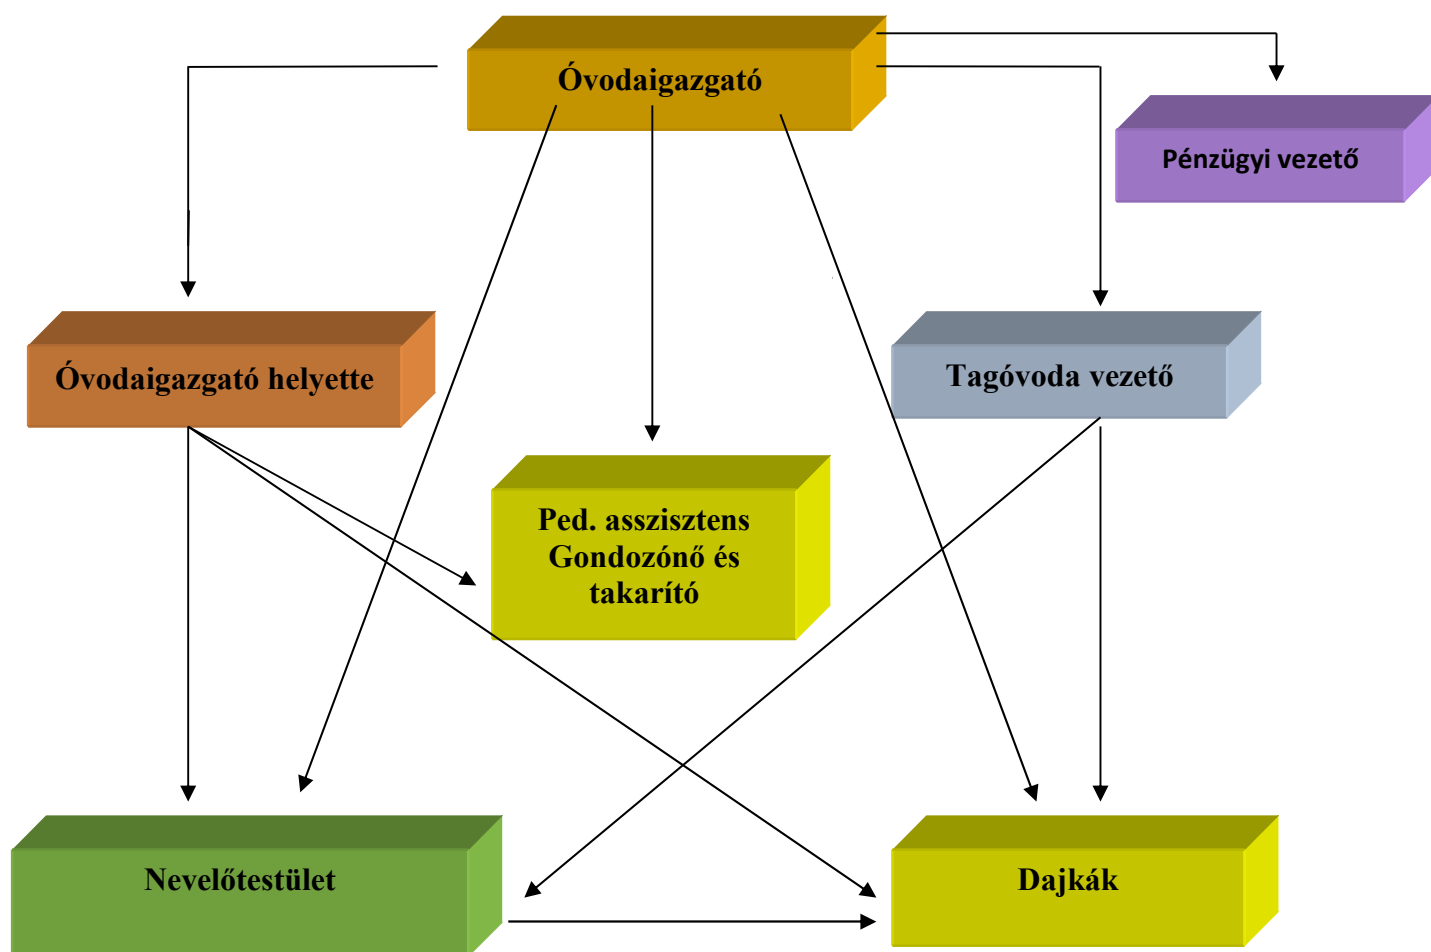 Óvodaigazgató
Pénzügyi vezető
Óvodaigazgató helyette
Tagóvoda vezető
Ped. asszisztens
Gondozónő és
takarító
Nevelőtestület
Dajkák